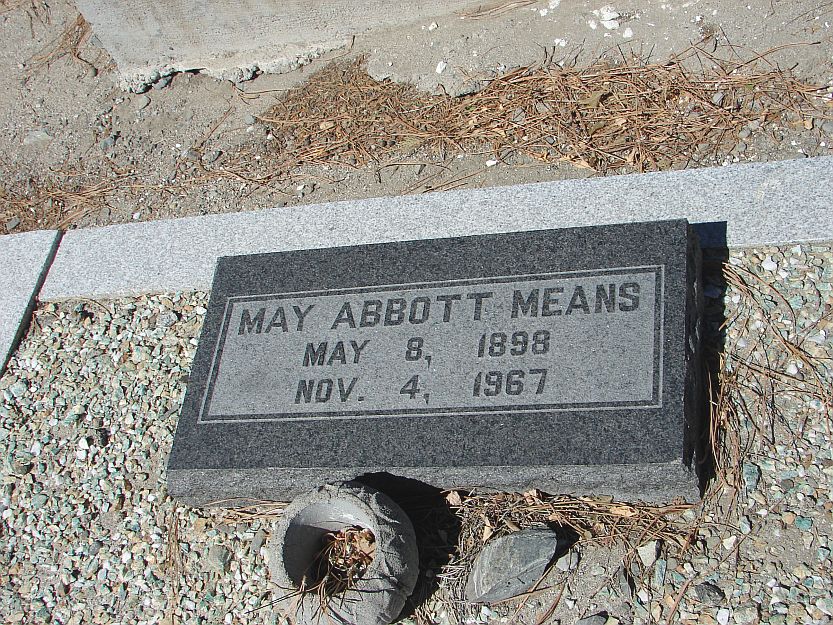 MAY ABBOTT MEANS
MAY 8, 1898
NOV. 4, 1967